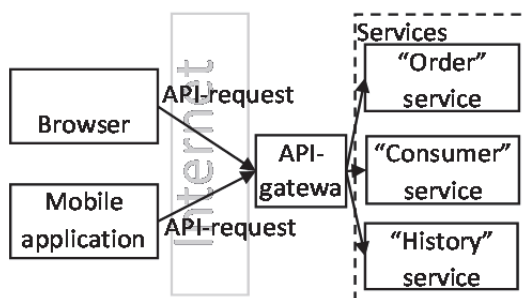 Services
“Order”
service
Internet
API-request
Browser
API-
gatewa
“Consumer”
service
Mobile
application
API-request
“History”
service